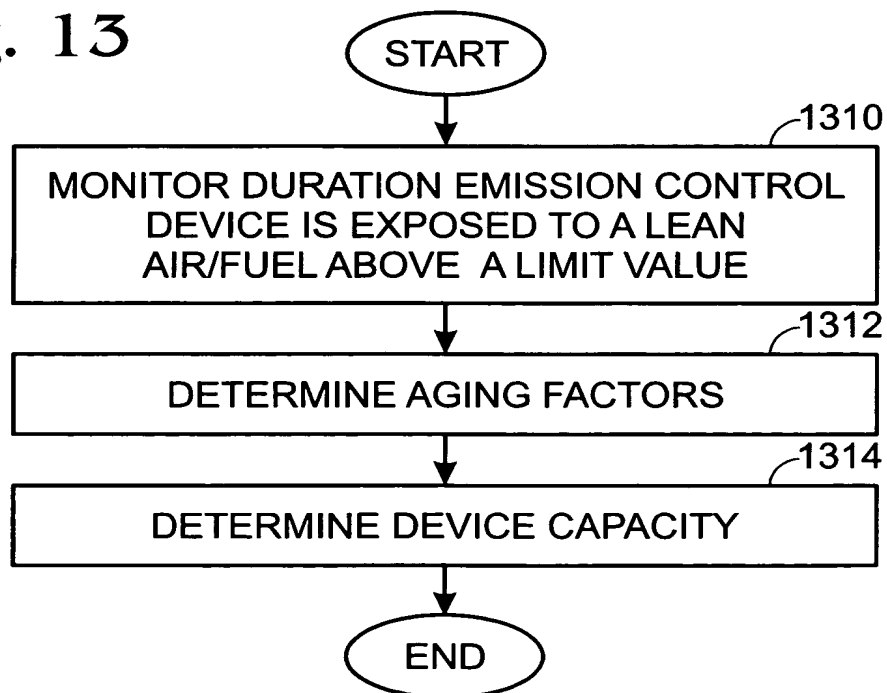 . 13
START
1310
MONITOR DURATION EMISSION CONTROL
DEVICE IS EXPOSED TO A LEAN
AIR/FUEL ABOVE A LIMIT VALUE
1312
DETERMINE AGING FACTORS
1314
DETERMINE DEVICE CAPACITY
END